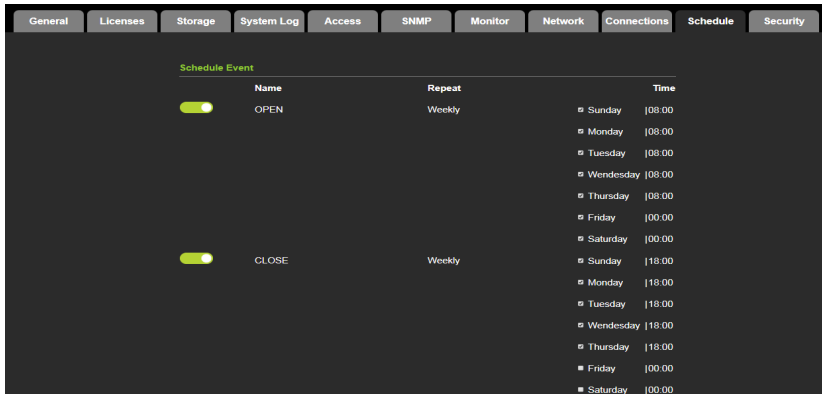 General Licenses Storage System Log Access SNMP Monitor Network Connections Schedule Security
Schedule Event
Name Repeat Time
OPEN Weekly Sunday |08:00
Monday |08:00
Tuesday |08:00
Wendesday |08:00
Thursday |08:00
Friday |00:00
Saturday |00:00
CLOSE Weekly Sunday |18:00
Monday |18:00
Tuesday |18:00
Wendesday |18:00
Thursday |18:00
Friday |00:00
Saturday |00:00